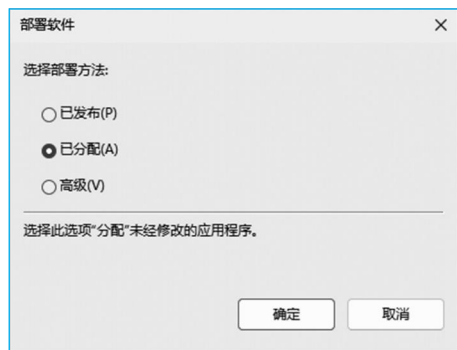 部署软件
选择部署方法:
已发布(P)
已分配(A)
高级(V)
选择此选项“分配”未经修改的应用程序。
确定
取消